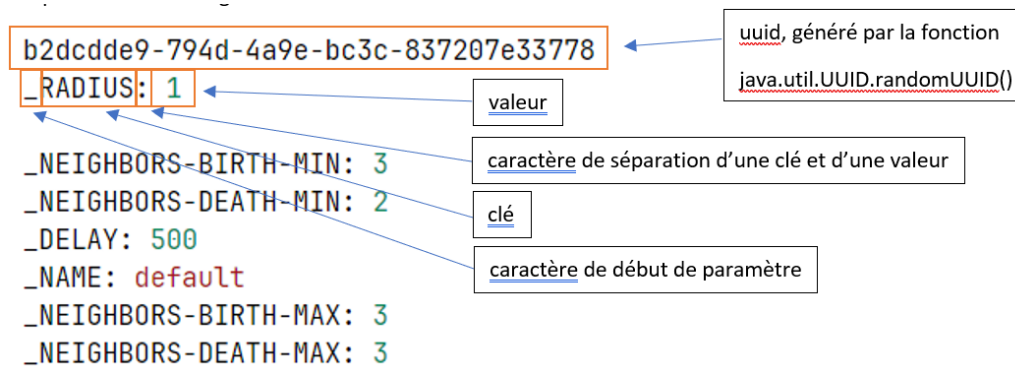 b2dcdde9-794d-4a9e-bc3c-837207e33778
_RADIUS: 1
_NEIGHBORS-BIRTH-MIN: 3
_NEIGHBORS-DEATH-MIN: 2
_DELAY: 500
_NAME: default
_NEIGHBORS-BIRTH-MAX: 3
_NEIGHBORS-DEATH-MAX: 3
uuid, généré par la fonction
java.util.UUID.randomUUID()
valeur
caractère de séparation d’une clé et d’une valeur
clé
caractère de début de paramètre